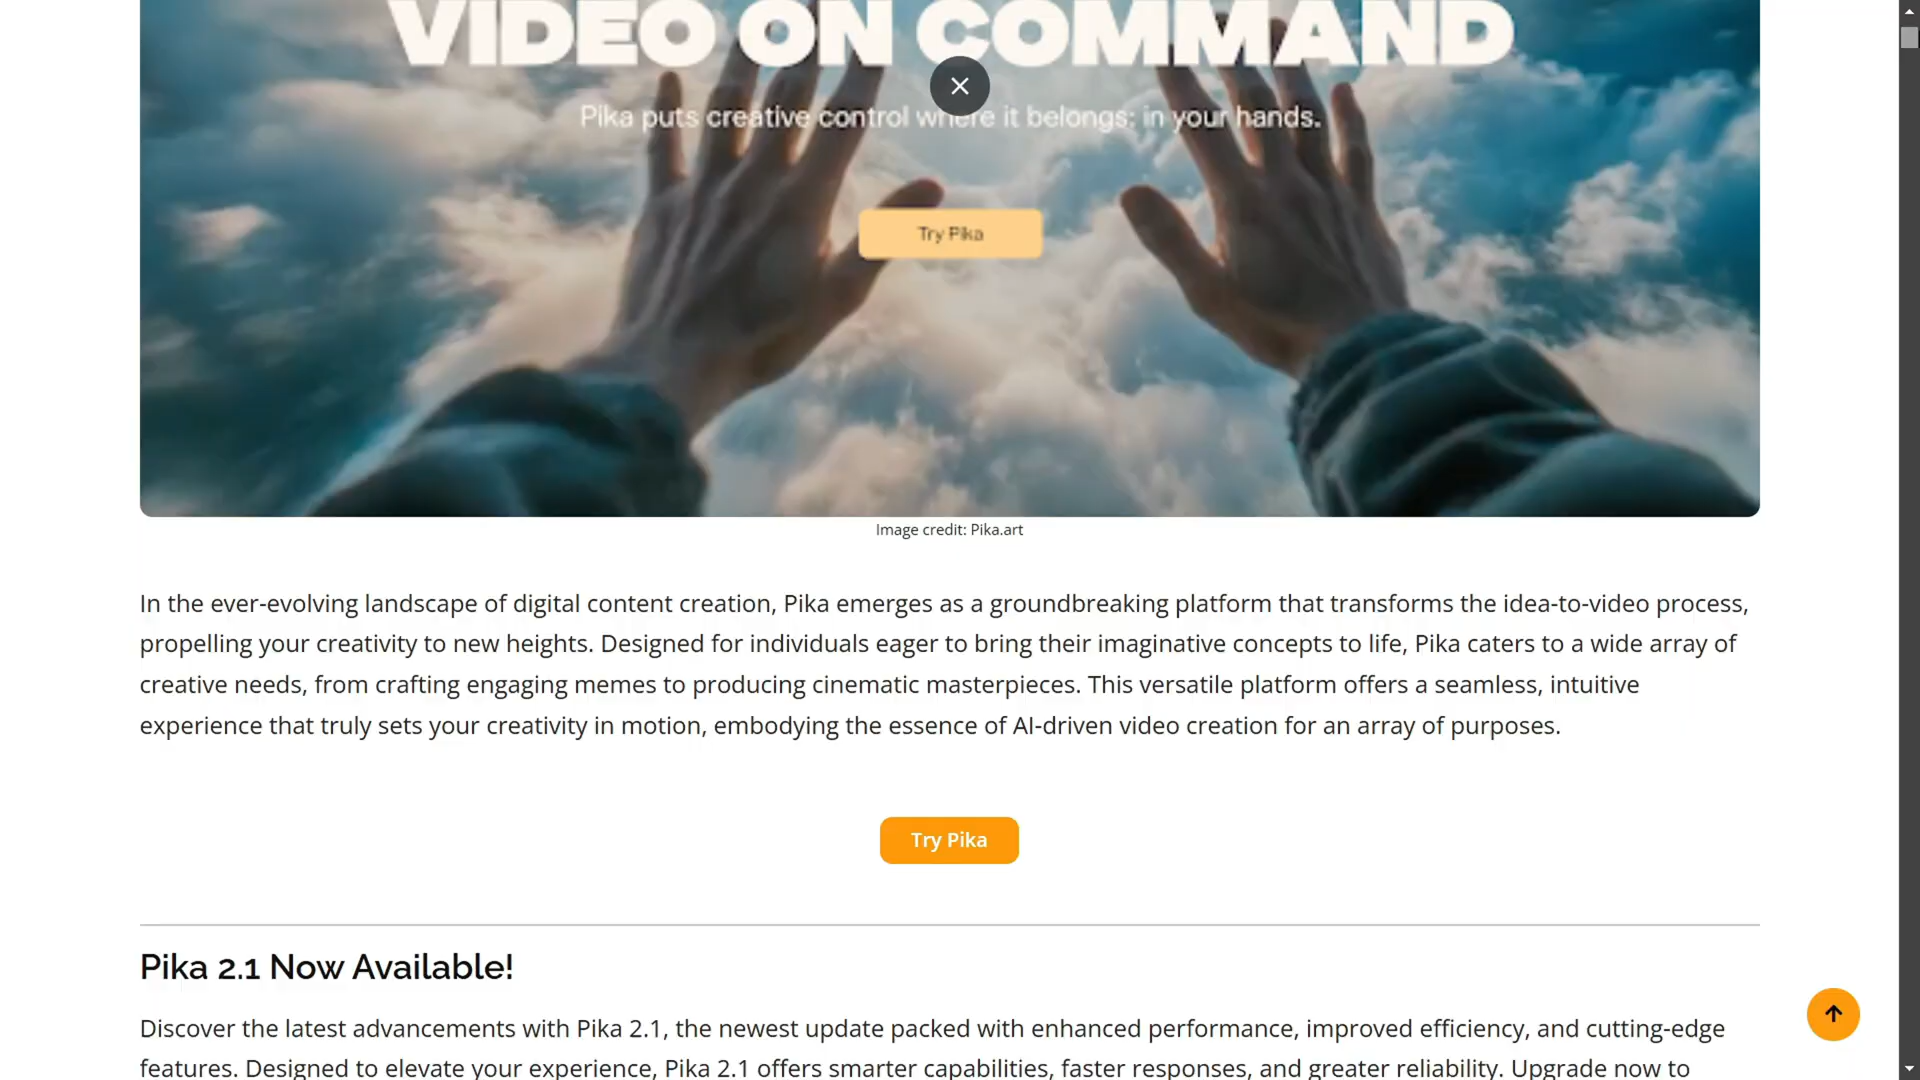 VIDEO ON COMMAND
Pika puts creative control where it belongs: in your hands.
Try Pika
Image credit: Pika.art
In the ever-evolving landscape of digital content creation, Pika emerges as a groundbreaking platform that transforms the idea-to-video process,
propelling your creativity to new heights. Designed for individuals eager to bring their imaginative concepts to life, Pika caters to a wide array of
creative needs, from crafting engaging memes to producing cinematic masterpieces. This versatile platform offers a seamless, intuitive
experience that truly sets your creativity in motion, embodying the essence of AI-driven video creation for an array of purposes.
Try Pika
Pika 2.1 Now Available!
Discover the latest advancements with Pika 2.1, the newest update packed with enhanced performance, improved efficiency, and cutting-edge
features. Designed to elevate your experience, Pika 2.1 offers smarter capabilities, faster responses, and greater reliability. Upgrade now to